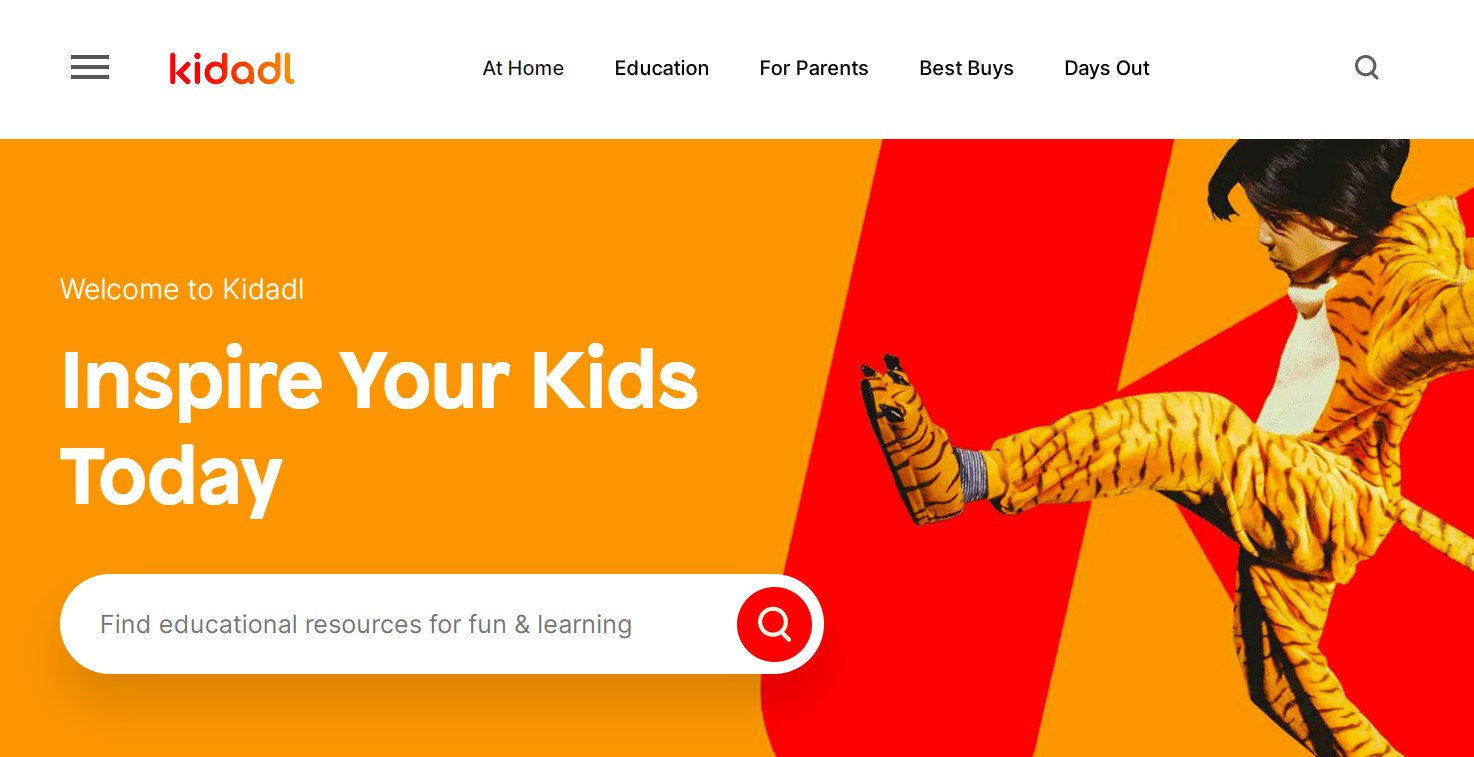 kidadl
At Home
Education
For Parents
Best Buys
Days Out
Welcome to Kidadl
Inspire Your Kids
Today
Find educational resources for fun & learning